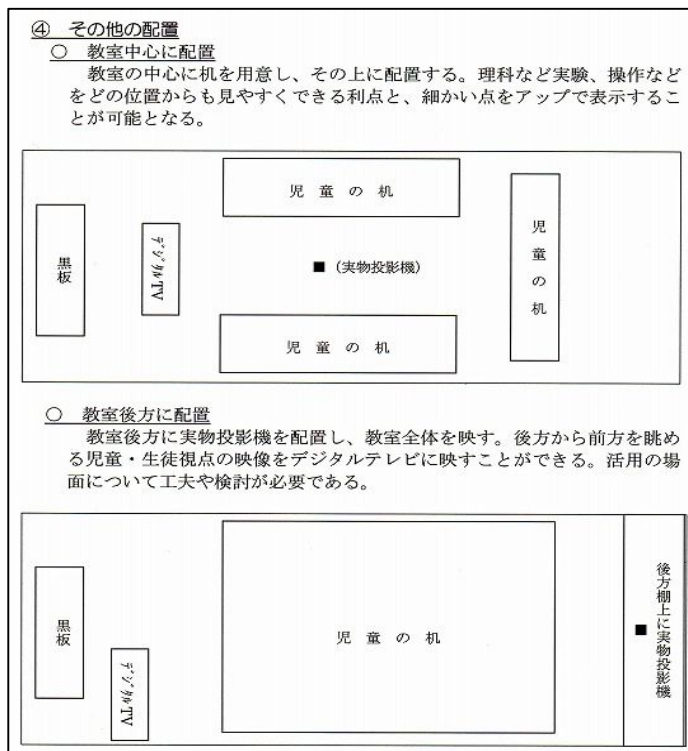 ④ その他の配置
○ 教室中心に配置
教室の中心に机を用意し、その上に配置する。理科など実験、操作など
をどの位置からも見やすくできる利点と、細かい点をアップで表示するこ
とが可能となる。
児童の机
黒板
デジタルTV
■（実物投影機）
児童の机
児童の机
○ 教室後方に配置
教室後方に実物投影機を配置し、教室全体を映す。後方から前方を眺め
る児童・生徒視点の映像をデジタルテレビに映すことができる。活用の場
面について工夫や検討が必要である。
黒板
デジタルTV
児童の机
■
後方棚上に実物投影機